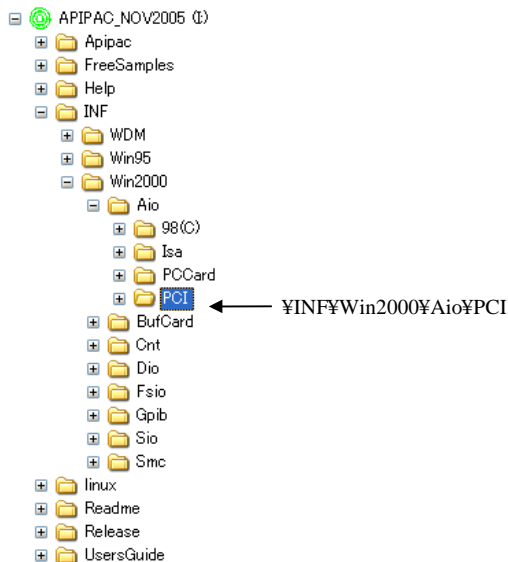 APIPAC_NOV2005 (I:)
Apipac
FreeSamples
Help
INF
WDM
Win95
Win2000
Aio
98(C)
Isa
PCCard
PCI
¥INF¥Win2000¥Aio¥PCI
BufCard
Cnt
Dio
Fsio
Gpib
Sio
Smc
linux
Readme
Release
UsersGuide